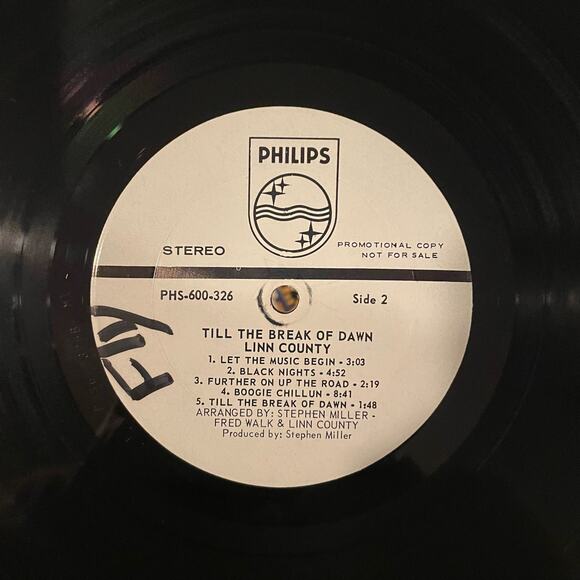 PHILIPS
STEREO
PROMOTIONAL COPY
NOT FOR SALE
PHS-600-326
Side 2
TILL THE BREAK OF DAWN
LINN COUNTY
1. LET THE MUSIC BEGIN - 3:03
2. BLACK NIGHTS - 4:52
3. FURTHER ON UP THE ROAD - 2:19
4. BOOGIE CHILLUN - 8:41
5. TILL THE BREAK OF DAWN - 1:48
ARRANGED BY: STEPHEN MILLER -
FRED WALK & LINN COUNTY
Produced by: Stephen Miller
Fly